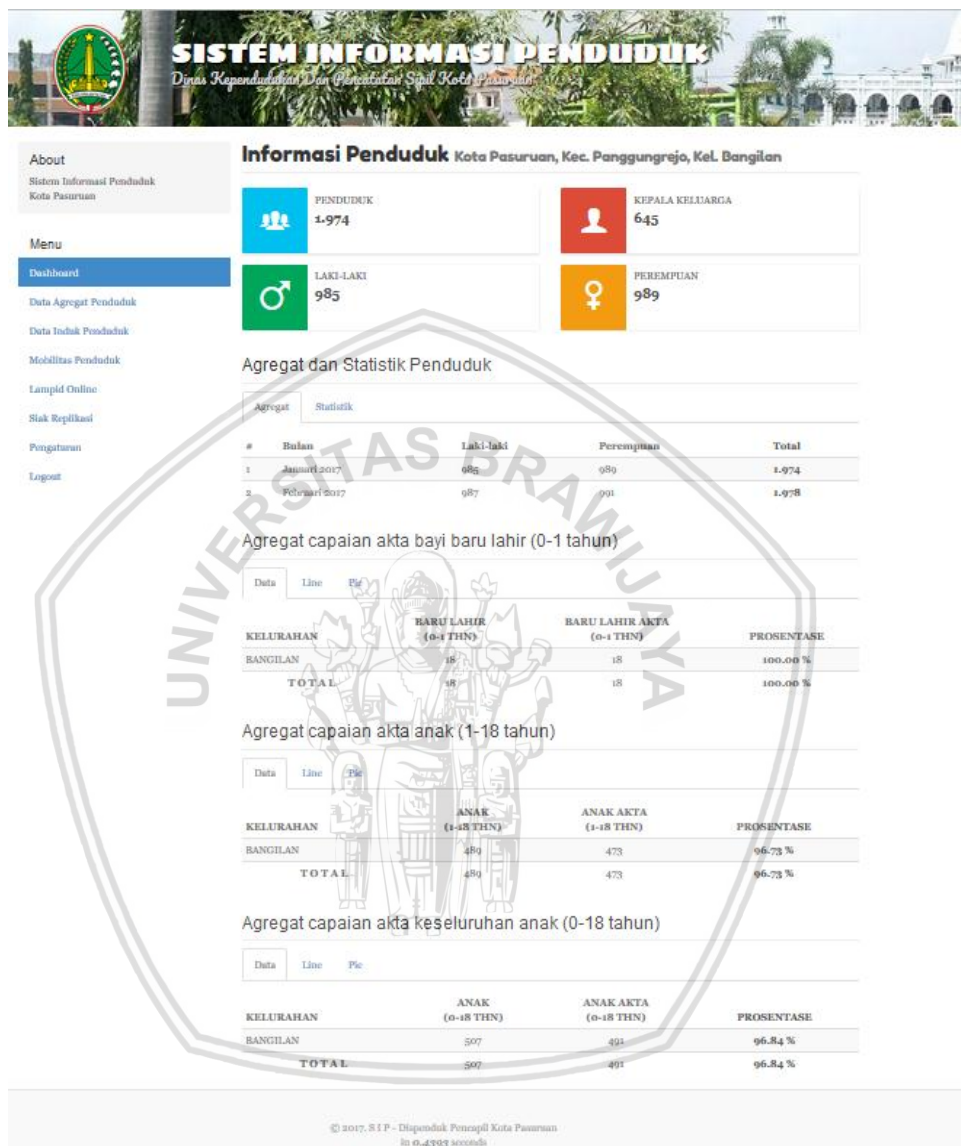 SISTEM INFORMASI PENDUDUK
Dinas Kependudukan Dan Pencatatan Sipil Kota Pasuruan
About
Sistem Informasi Penduduk
Kota Pasuruan
Menu
Dashboard
Data Agregat Penduduk
Data Induk Penduduk
Mobilitas Penduduk
Lampid Online
Siak Replikasi
Pengaturan
Logout
Informasi Penduduk Kota Pasuruan, Kec. Panggungrejo, Kel. Bangilan
PENDUDUK
1.974
KEPALA KELUARGA
645
LAKI-LAKI
985
PEREMPUAN
989
Agregat dan Statistik Penduduk
Agregat Statistik
# Bulan Laki-laki Perempuan Total
1 Januari 2017 985 989 1.974
2 Februari 2017 987 991 1.978
Agregat capaian akta bayi baru lahir (0-1 tahun)
Data Line Pie
KELURAHAN BARU LAHIR (0-1 THN) BARU LAHIR AKTA (0-1 THN) PROSENTASE
BANGILAN 18 18 100.00 %
TOTAL 18 18 100.00 %
Agregat capaian akta anak (1-18 tahun)
Data Line Pie
KELURAHAN ANAK (1-18 THN) ANAK AKTA (1-18 THN) PROSENTASE
BANGILAN 489 473 96.73 %
TOTAL 489 473 96.73 %
Agregat capaian akta keseluruhan anak (0-18 tahun)
Data Line Pie
KELURAHAN ANAK (0-18 THN) ANAK AKTA (0-18 THN) PROSENTASE
BANGILAN 507 491 96.84 %
TOTAL 507 491 96.84 %
© 2017. S I P - Dispenduk Pencapil Kota Pasuruan
in 0.4393 seconds
UNIVERSITAS BRAWIJAYA